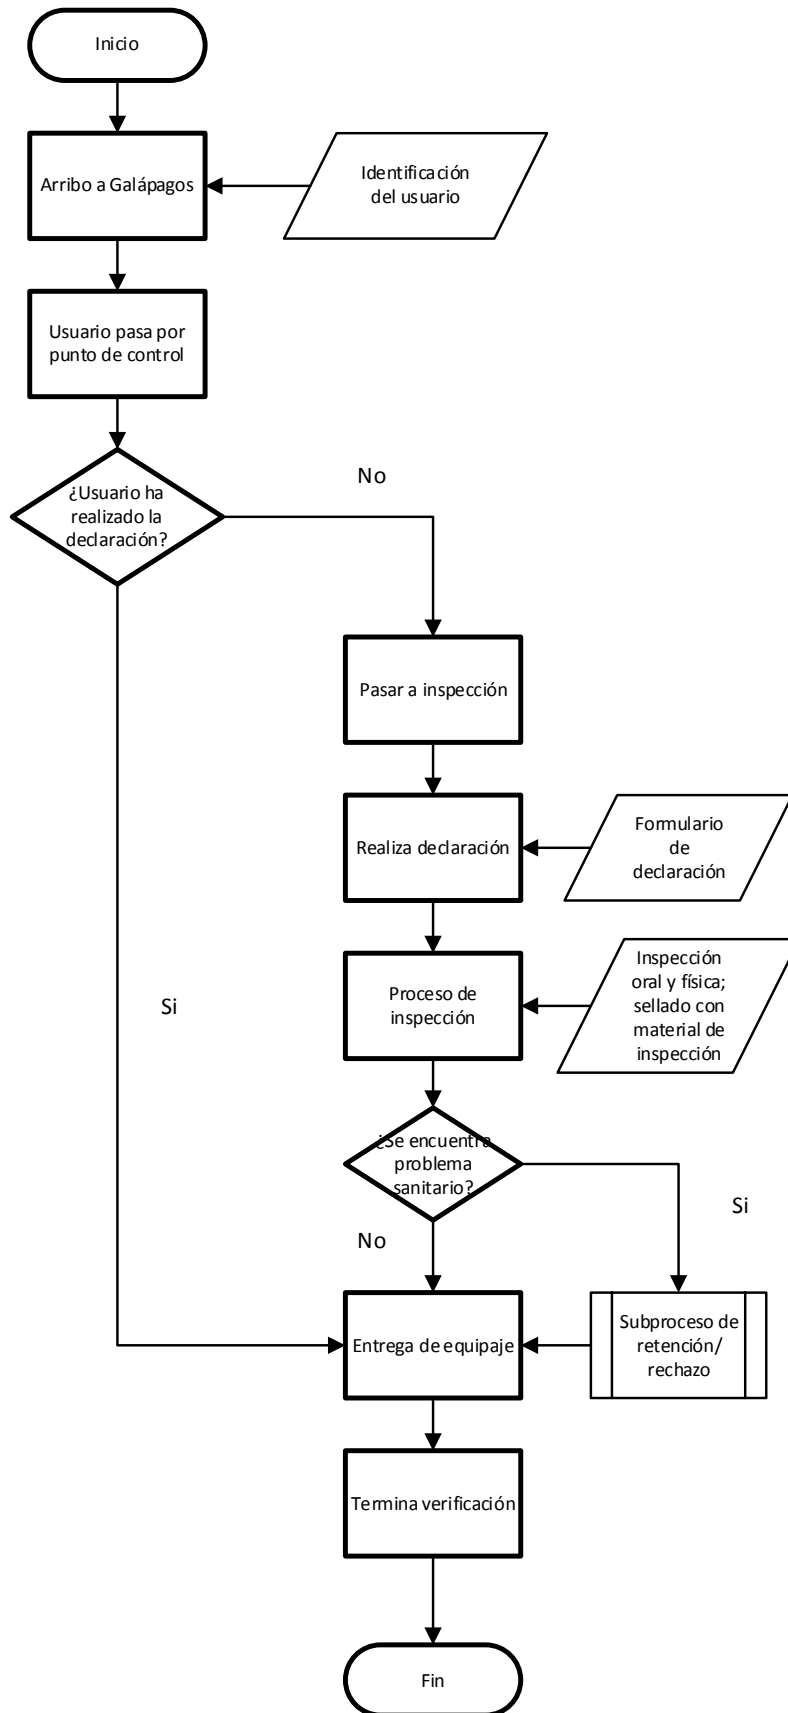 Inicio
Arribo a Galápagos
Identificación
del usuario
Usuario pasa por
punto de control
¿Usuario ha
realizado la
declaración?
No
Pasar a inspección
Realiza declaración
Formulario
de
declaración
Si
Proceso de
inspección
Inspección
oral y física;
sellado con
material de
inspección
¿Se encuentra
problema
sanitario?
Si
No
Entrega de equipaje
Subproceso de
retención/
rechazo
Termina verificación
Fin